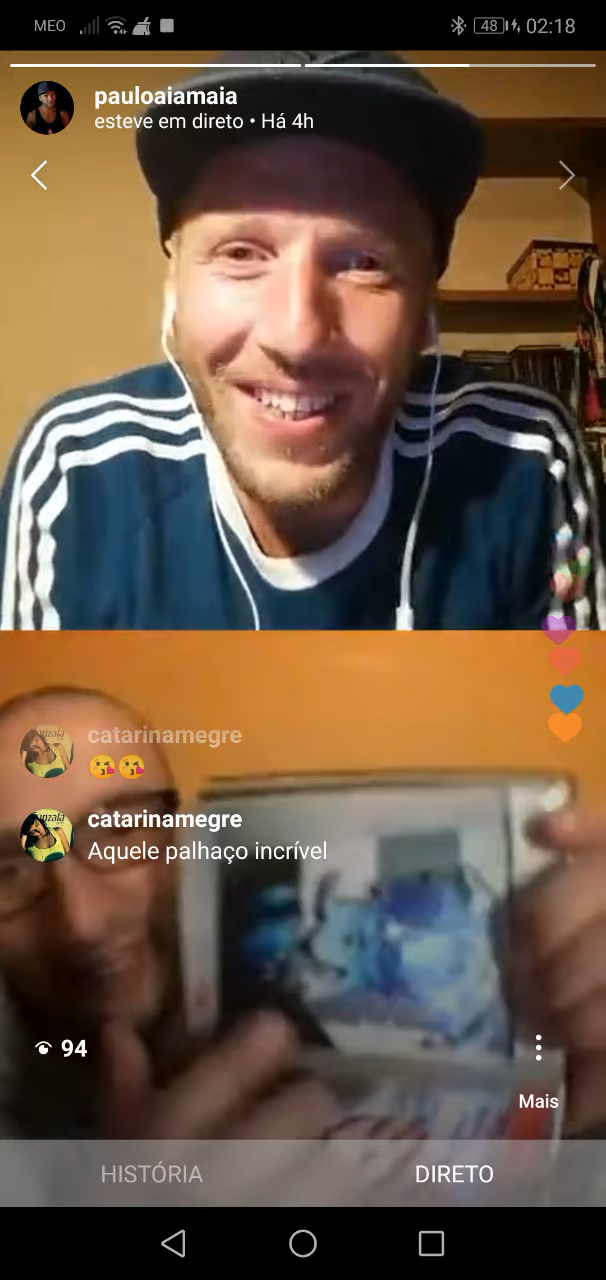 MEO
48
02:18
pauloaiamaia
esteve em direto • Há 4h
catarinamegre
😘😘
catarinamegre
Aquele palhaço incrível
94
Mais
HISTÓRIA
DIRETO